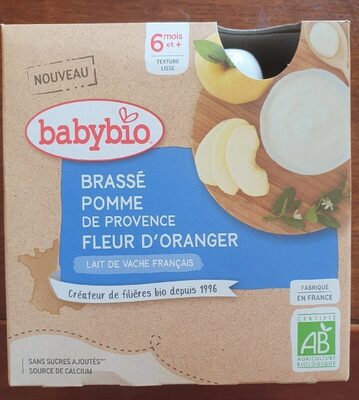 NOUVEAU
6 mois et +
TEXTURE
LISSE
babybio
BRASSÉ
POMME
DE PROVENCE
FLEUR D'ORANGER
LAIT DE VACHE FRANÇAIS
Créateur de filières bio depuis 1996
FABRIQUÉ
EN FRANCE
SANS SUCRES AJOUTÉS**
SOURCE DE CALCIUM
CERTIFIÉ
AB
AGRICULTURE
BIOLOGIQUE